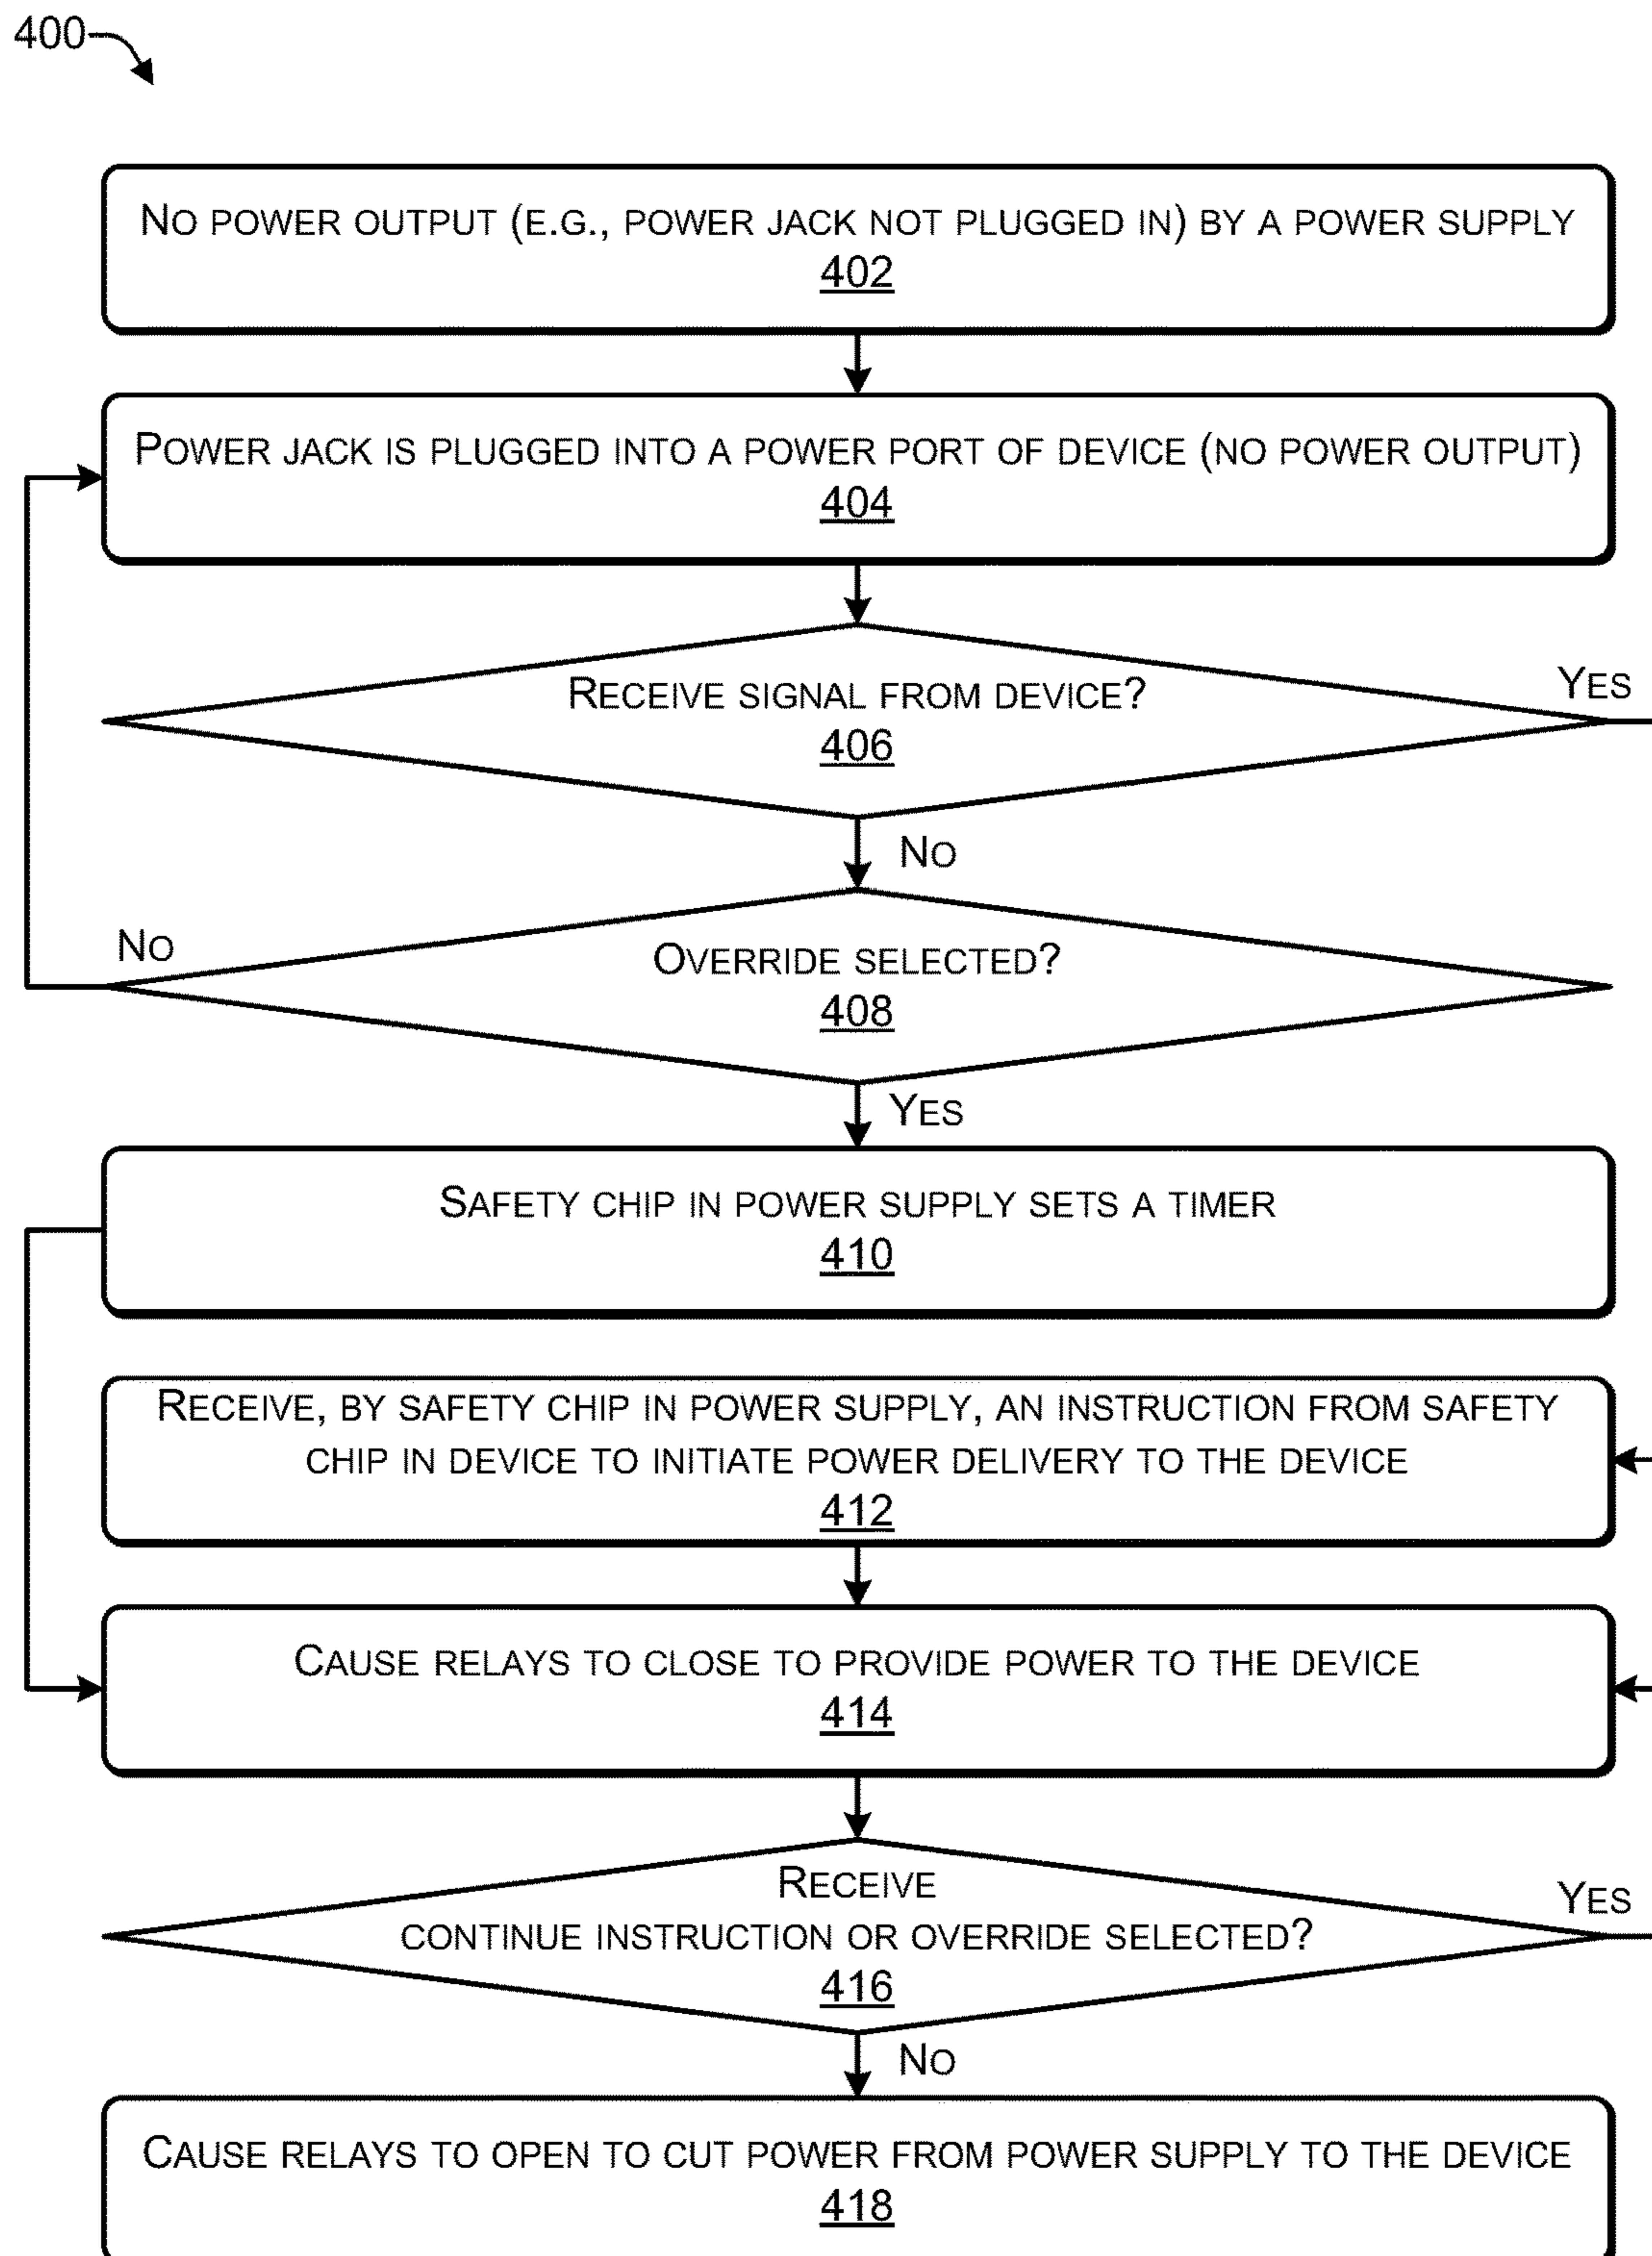 400
NO POWER OUTPUT (E.G., POWER JACK NOT PLUGGED IN) BY A POWER SUPPLY
402
POWER JACK IS PLUGGED INTO A POWER PORT OF DEVICE (NO POWER OUTPUT)
404
RECEIVE SIGNAL FROM DEVICE?
406
YES
NO
OVERRIDE SELECTED?
408
NO
YES
SAFETY CHIP IN POWER SUPPLY SETS A TIMER
410
RECEIVE, BY SAFETY CHIP IN POWER SUPPLY, AN INSTRUCTION FROM SAFETY
CHIP IN DEVICE TO INITIATE POWER DELIVERY TO THE DEVICE
412
CAUSE RELAYS TO CLOSE TO PROVIDE POWER TO THE DEVICE
414
RECEIVE
CONTINUE INSTRUCTION OR OVERRIDE SELECTED?
416
YES
NO
CAUSE RELAYS TO OPEN TO CUT POWER FROM POWER SUPPLY TO THE DEVICE
418